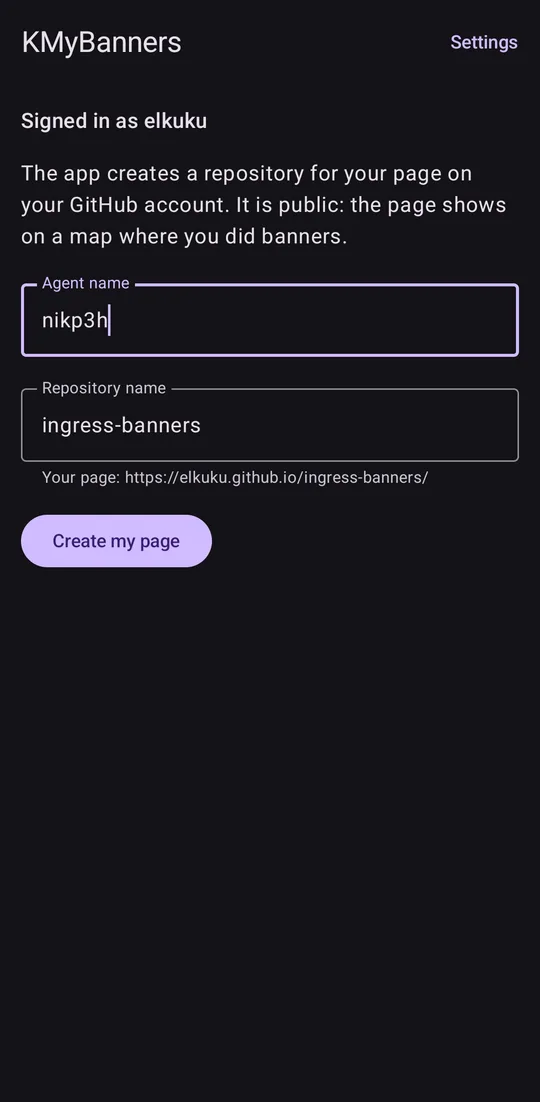 KMyBanners
Settings
Signed in as elkuku
The app creates a repository for your page on
your GitHub account. It is public: the page shows
on a map where you did banners.
Agent name
nikp3h
Repository name
ingress-banners
Your page: https://elkuku.github.io/ingress-banners/
Create my page